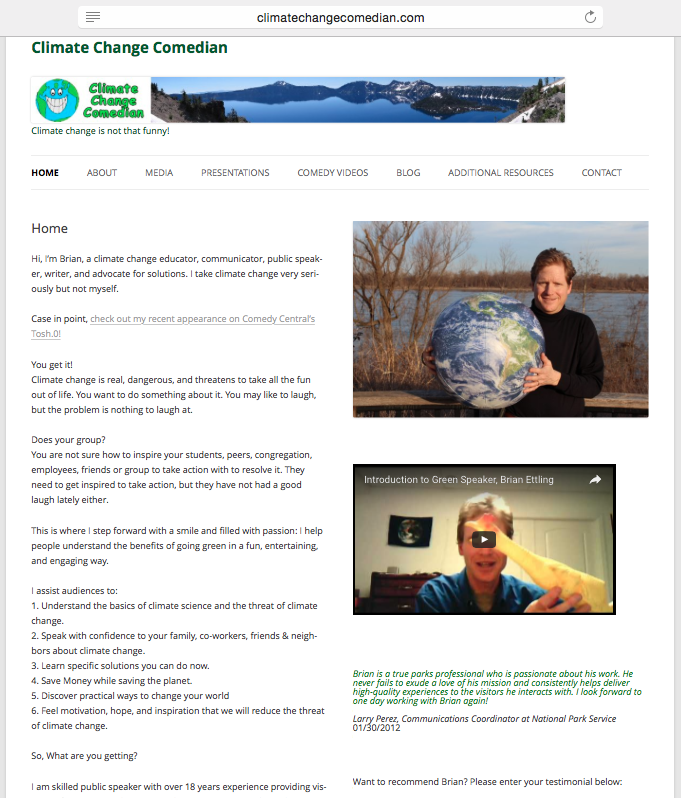 climatechangecomedian.com
Climate Change Comedian
Climate
Change
Comedian
Climate change is not that funny!
HOME
ABOUT
MEDIA
PRESENTATIONS
COMEDY VIDEOS
BLOG
ADDITIONAL RESOURCES
CONTACT
Home
Hi, I'm Brian, a climate change educator, communicator, public speak-
er, writer, and advocate for solutions. I take climate change very seri-
ously but not myself.
Case in point, check out my recent appearance on Comedy Central's
Tosh.0!
You get it!
Climate change is real, dangerous, and threatens to take all the fun
out of life. You want to do something about it. You may like to laugh,
but the problem is nothing to laugh at.
Does your group?
You are not sure how to inspire your students, peers, congregation,
employees, friends or group to take action with to resolve it. They
need to get inspired to take action, but they have not had a good
laugh lately either.
This is where I step forward with a smile and filled with passion: I help
people understand the benefits of going green in a fun, entertaining,
and engaging way.
I assist audiences to:
1. Understand the basics of climate science and the threat of climate
change.
2. Speak with confidence to your family, co-workers, friends & neigh-
bors about climate change.
3. Learn specific solutions you can do now.
4. Save Money while saving the planet.
5. Discover practical ways to change your world
6. Feel motivation, hope, and inspiration that we will reduce the threat
of climate change.
So, What are you getting?
I am skilled public speaker with over 18 years experience providing vis-
Introduction to Green Speaker, Brian Ettling
Brian is a true parks professional who is passionate about his work. He
never fails to exude a love of his mission and consistently helps deliver
high-quality experiences to the visitors he interacts with. I look forward to
one day working with Brian again!
Larry Perez, Communications Coordinator at National Park Service
01/30/2012
Want to recommend Brian? Please enter your testimonial below: